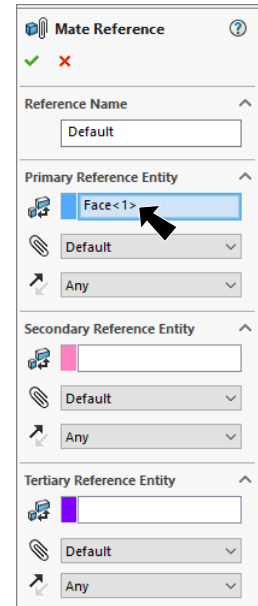 Mate Reference
Reference Name
Default
Primary Reference Entity
Face<1>
Default
Any
Secondary Reference Entity
Default
Any
Tertiary Reference Entity
Default
Any